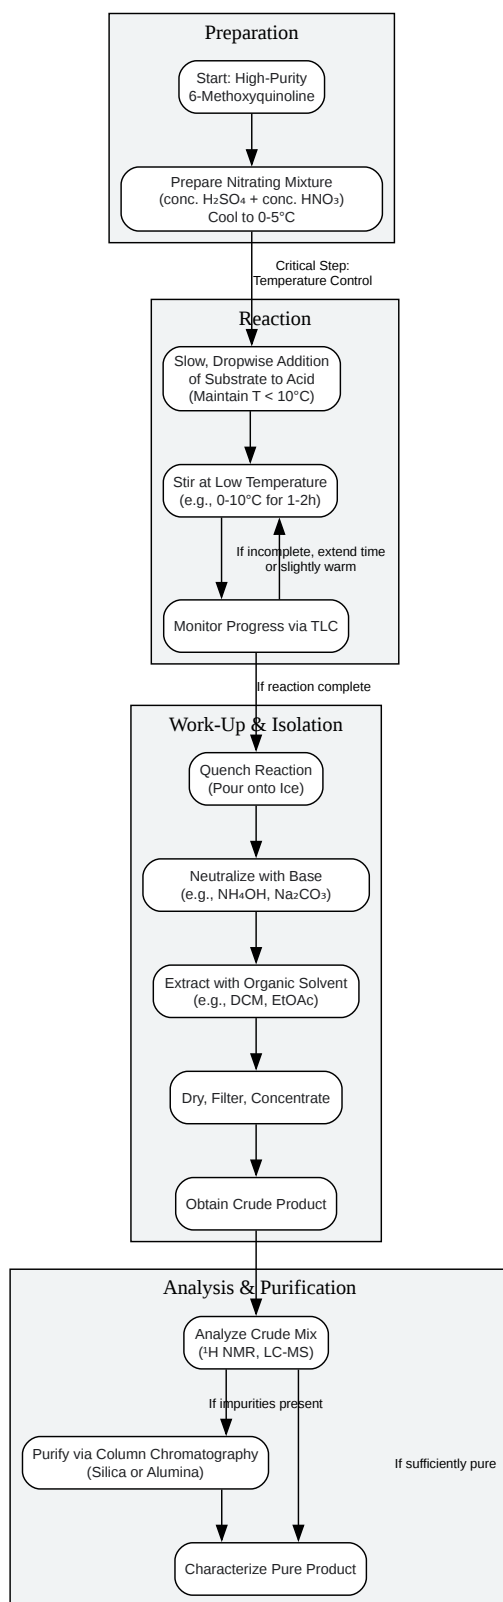 Preparation
Start: High-Purity
6-Methoxyquinoline
Prepare Nitrating Mixture
(conc. H₂SO₄ + conc. HNO₃)
Cool to 0-5°C
Critical Step:
Temperature Control
Reaction
Slow, Dropwise Addition
of Substrate to Acid
(Maintain T < 10°C)
Stir at Low Temperature
(e.g., 0-10°C for 1-2h)
If incomplete, extend time
or slightly warm
Monitor Progress via TLC
If reaction complete
Work-Up & Isolation
Quench Reaction
(Pour onto Ice)
Neutralize with Base
(e.g., NH₄OH, Na₂CO₃)
Extract with Organic Solvent
(e.g., DCM, EtOAc)
Dry, Filter, Concentrate
Obtain Crude Product
Analysis & Purification
Analyze Crude Mix
(¹H NMR, LC-MS)
If impurities present
Purify via Column Chromatography
(Silica or Alumina)
If sufficiently pure
Characterize Pure Product